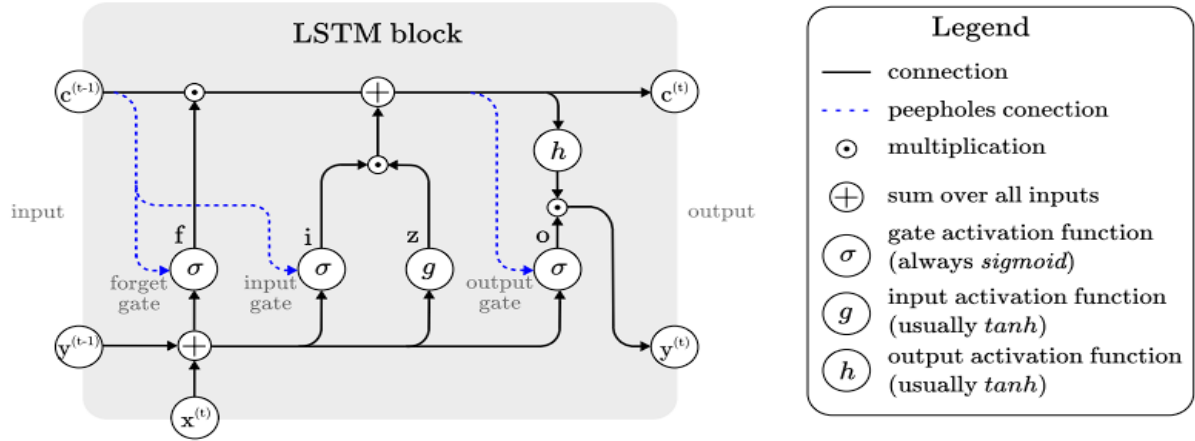 LSTM block
c(t-1)
c(t)
h
input
output
f
i
z
o
σ
σ
g
σ
forget
gate
input
gate
output
gate
y(t-1)
y(t)
x(t)
Legend
connection
peepholes conection
multiplication
sum over all inputs
σ
gate activation function
(always sigmoid)
g
input activation function
(usually tanh)
h
output activation function
(usually tanh)